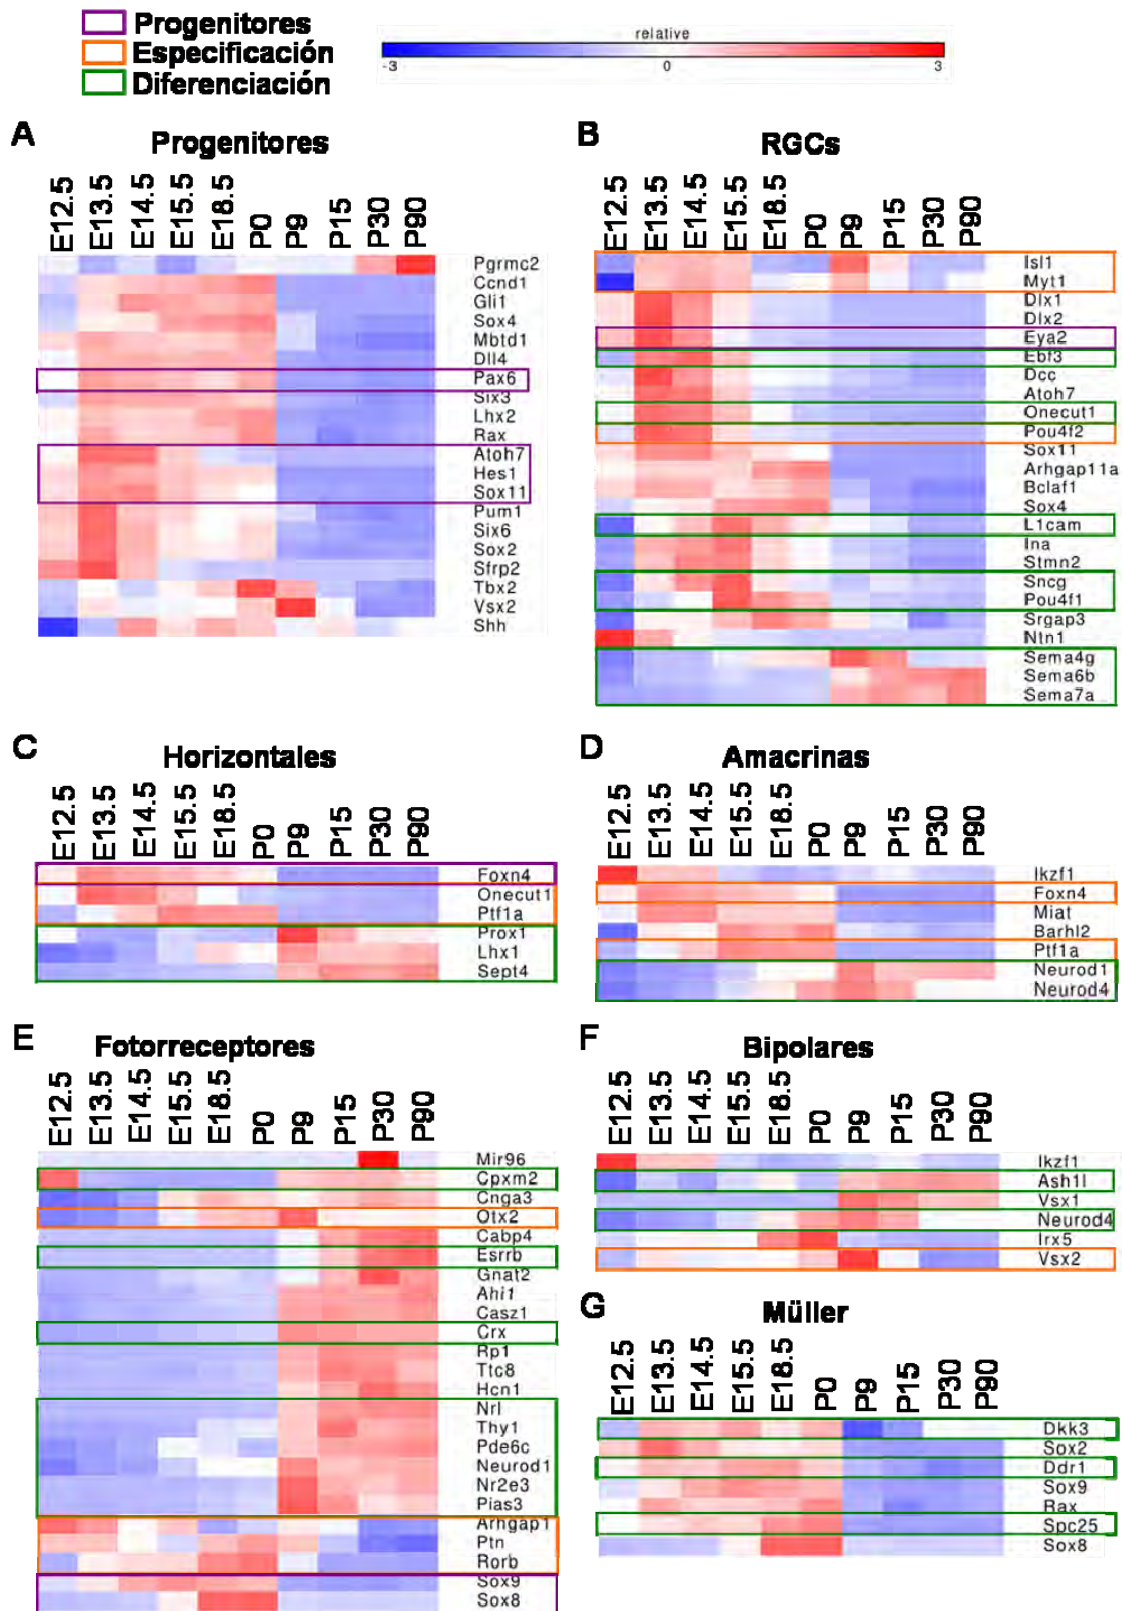 Progenitores
Especificación
Diferenciación
relative
-3 0 3
A
Progenitores
E12.5 E13.5 E14.5 E15.5 E18.5 P0 P9 P15 P30 P90
Pgrmc2
Ccnd1
Gli1
Sox4
Mbtd1
Dll4
Pax6
Six3
Lhx2
Rax
Atoh7
Hes1
Sox11
Pum1
Six6
Sox2
Sfrp2
Tbx2
Vsx2
Shh
B
RGCs
E12.5 E13.5 E14.5 E15.5 E18.5 P0 P9 P15 P30 P90
Isl1
Myt1
Dlx1
Dlx2
Eya2
Ebf3
Dcc
Atoh7
Onecut1
Pou4f2
Sox11
Arhgap11a
Bclaf1
Sox4
L1cam
Ina
Stmn2
Sncg
Pou4f1
Srgap3
Ntn1
Sema4g
Sema6b
Sema7a
C
Horizontales
E12.5 E13.5 E14.5 E15.5 E18.5 P0 P9 P15 P30 P90
Foxn4
Onecut1
Ptf1a
Prox1
Lhx1
Sept4
D
Amacrinas
E12.5 E13.5 E14.5 E15.5 E18.5 P0 P9 P15 P30 P90
Ikzf1
Foxn4
Miat
Barhl2
Ptf1a
Neurod1
Neurod4
E
Fotorreceptores
E12.5 E13.5 E14.5 E15.5 E18.5 P0 P9 P15 P30 P90
Mir96
Cpxm2
Cnga3
Otx2
Cabp4
Esrrb
Gnat2
Ahi1
Casz1
Crx
Rp1
Ttc8
Hcn1
Nrl
Thy1
Pde6c
Neurod1
Nr2e3
Pias3
Arhgap1
Ptn
Rorb
Sox9
Sox8
F
Bipolares
E12.5 E13.5 E14.5 E15.5 E18.5 P0 P9 P15 P30 P90
Ikzf1
Ash1l
Vsx1
Neurod4
Irx5
Vsx2
G
Müller
E12.5 E13.5 E14.5 E15.5 E18.5 P0 P9 P15 P30 P90
Dkk3
Sox2
Ddr1
Sox9
Rax
Spc25
Sox8